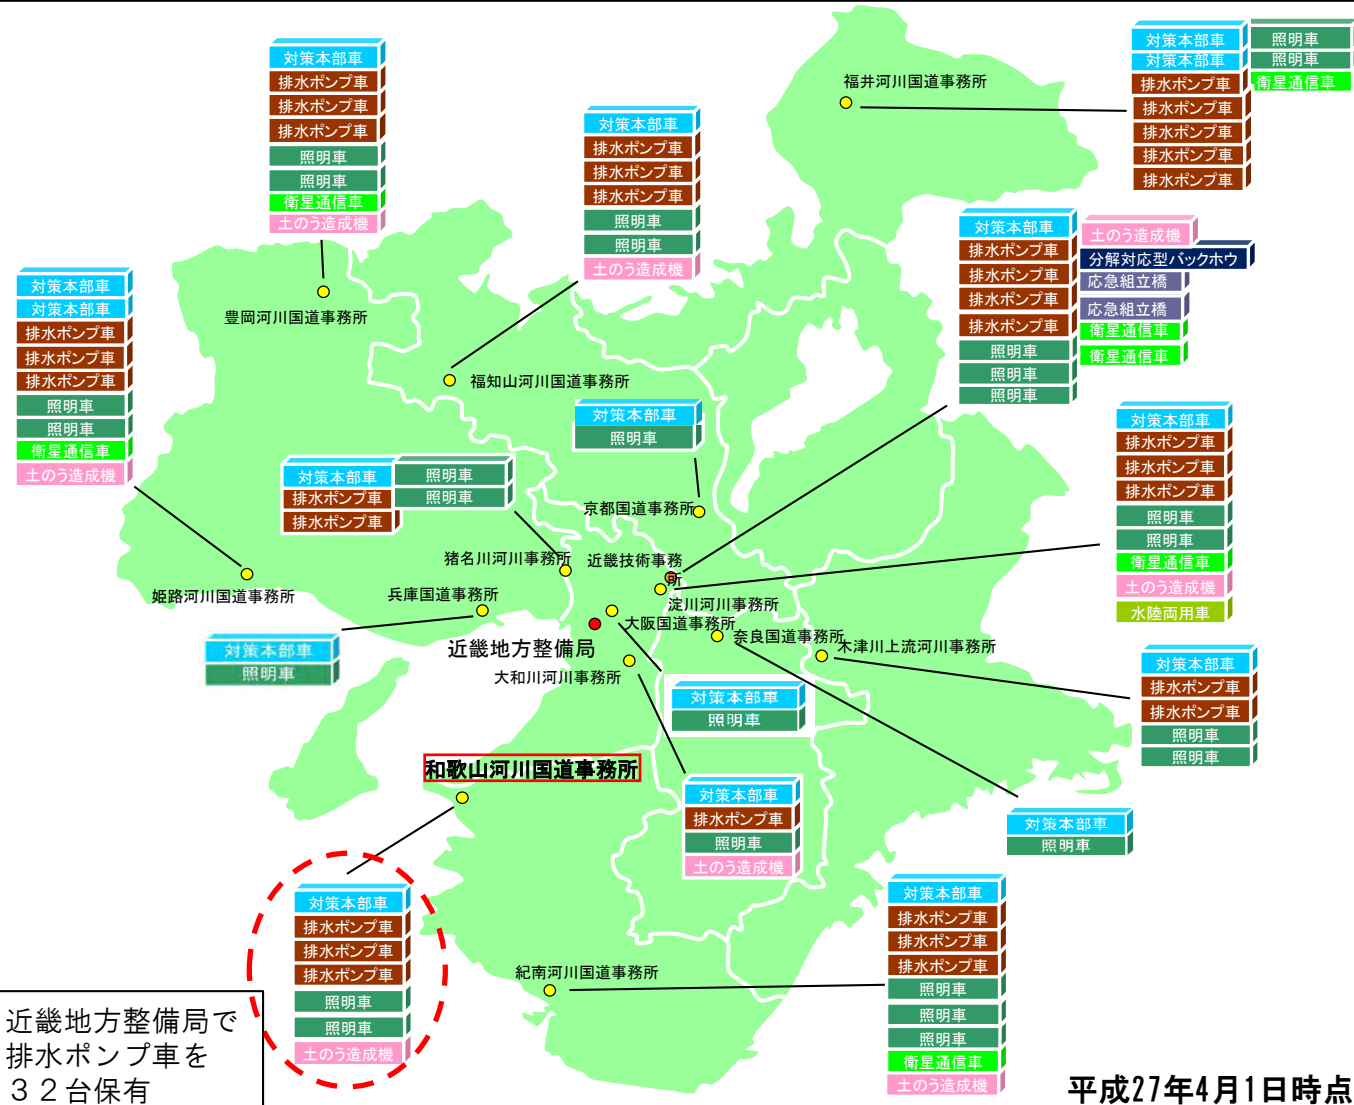 対策本部車
排水ポンプ車
排水ポンプ車
排水ポンプ車
照明車
照明車
衛星通信車
土のう造成機
豊岡河川国道事務所
対策本部車
排水ポンプ車
排水ポンプ車
排水ポンプ車
照明車
照明車
土のう造成機
福知山河川国道事務所
福井河川国道事務所
対策本部車
対策本部車
排水ポンプ車
排水ポンプ車
排水ポンプ車
排水ポンプ車
排水ポンプ車
照明車
照明車
衛星通信車
対策本部車
排水ポンプ車
排水ポンプ車
排水ポンプ車
排水ポンプ車
照明車
照明車
照明車
土のう造成機
分解対応型バックホウ
応急組立橋
応急組立橋
衛星通信車
衛星通信車
対策本部車
対策本部車
排水ポンプ車
排水ポンプ車
排水ポンプ車
照明車
照明車
衛星通信車
土のう造成機
姫路河川国道事務所
対策本部車
照明車
京都国道事務所
対策本部車
排水ポンプ車
排水ポンプ車
照明車
照明車
猪名川河川事務所
近畿技術事務
所
対策本部車
排水ポンプ車
排水ポンプ車
排水ポンプ車
照明車
照明車
衛星通信車
土のう造成機
水陸両用車
淀川河川事務所
兵庫国道事務所
対策本部車
照明車
近畿地方整備局
大阪国道事務所
奈良国道事務所
木津川上流河川事務所
大和川河川事務所
対策本部車
照明車
対策本部車
排水ポンプ車
排水ポンプ車
照明車
照明車
和歌山河川国道事務所
対策本部車
排水ポンプ車
照明車
土のう造成機
対策本部車
照明車
対策本部車
排水ポンプ車
排水ポンプ車
排水ポンプ車
照明車
照明車
土のう造成機
紀南河川国道事務所
対策本部車
排水ポンプ車
排水ポンプ車
排水ポンプ車
照明車
照明車
照明車
衛星通信車
土のう造成機
近畿地方整備局で
排水ポンプ車を
３２台保有
平成27年4月1日時点